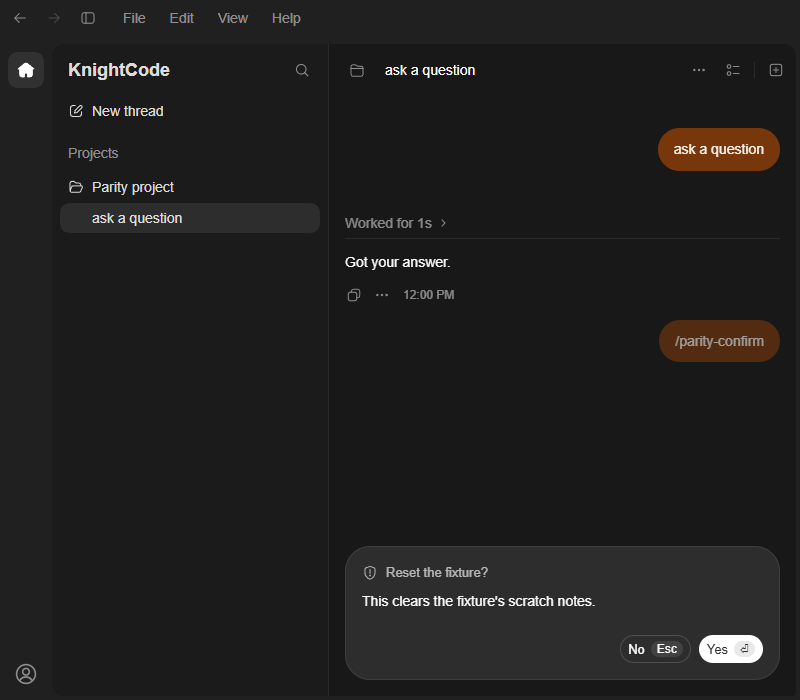 File Edit View Help
KnightCode
New thread
Projects
Parity project
ask a question
ask a question
ask a question
Worked for 1s
Got your answer.
12:00 PM
/parity-confirm
Reset the fixture?
This clears the fixture's scratch notes.
No Esc Yes ⏎